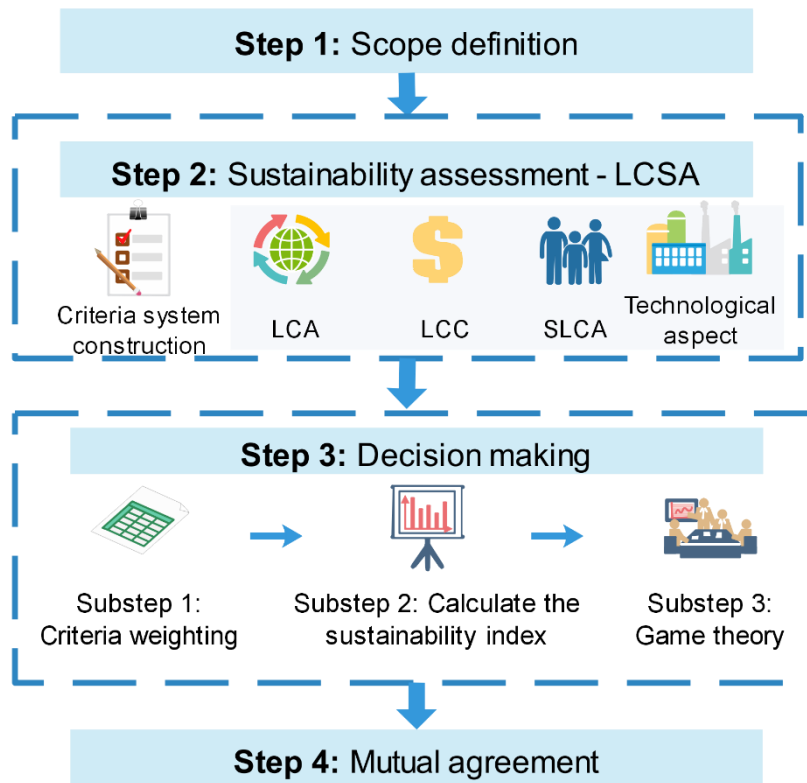 Step 1: Scope definition
Step 2: Sustainability assessment - LCSA
Criteria system
construction
LCA
LCC
SLCA
Technological
aspect
Step 3: Decision making
Substep 1:
Criteria weighting
Substep 2: Calculate the
sustainability index
Substep 3:
Game theory
Step 4: Mutual agreement